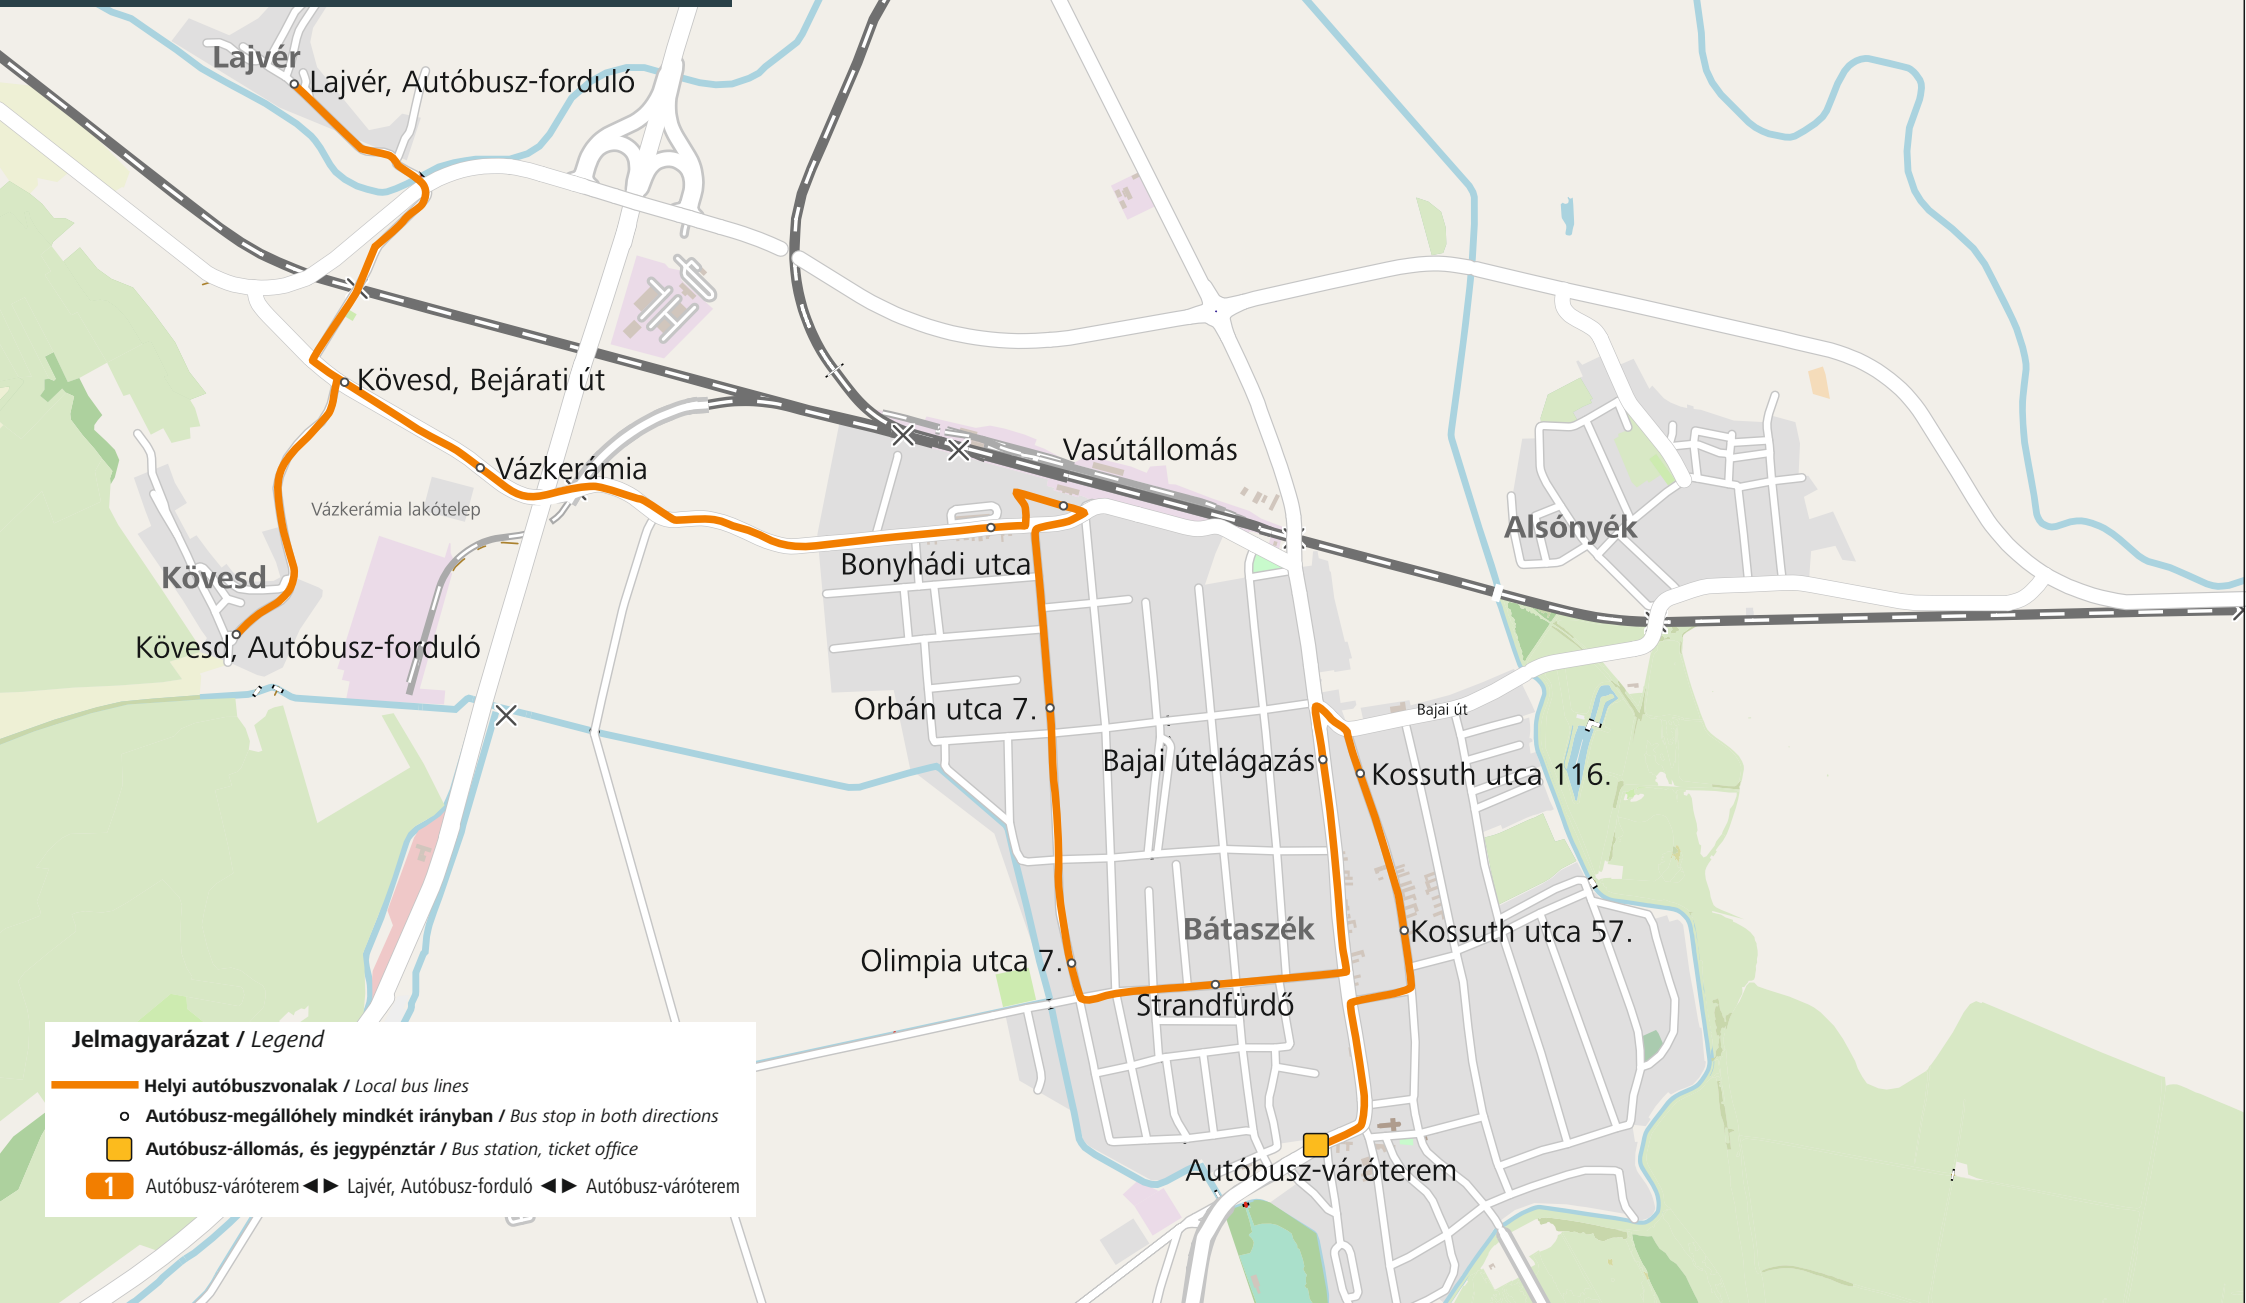 Lajvér
Lajvér, Autóbusz-forduló
Kövesd, Bejárati út
Vasútállomás
Vázkerámia
Vázkerámia lakótelep
Alsónyék
Bonyhádi utca
Kövesd
Kövesd, Autóbusz-forduló
Orbán utca 7.
Bajai út
Bajai útelágazás
Kossuth utca 116.
Bátaszék
Kossuth utca 57.
Olimpia utca 7.
Strandfürdő
Autóbusz-váróterem
Jelmagyarázat / Legend
Helyi autóbuszvonalak / Local bus lines
Autóbusz-megállóhely mindkét irányban / Bus stop in both directions
Autóbusz-állomás, és jegypénztár / Bus station, ticket office
1 Autóbusz-váróterem ◄► Lajvér, Autóbusz-forduló ◄► Autóbusz-váróterem